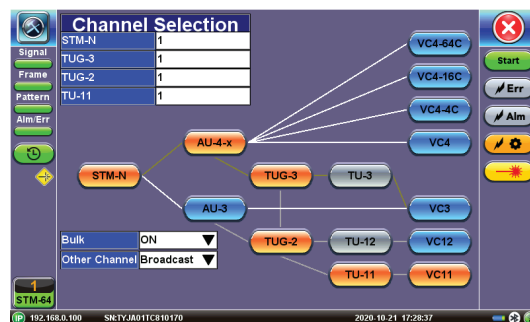 Channel Selection
STM-N 1
TUG-3 1
TUG-2 1
TU-11 1
Signal
Frame
Pattern
Alm/Err
Start
Err
Alm
VC4-64C
VC4-16C
VC4-4C
AU-4-x VC4
STM-N TUG-3 TU-3
AU-3 VC3
Bulk ON TUG-2 TU-12 VC12
Other Channel Broadcast
TU-11 VC11
1
STM-64
IP 192.168.0.100 SN:TYJA01TC810170 2020-10-21 17:28:37